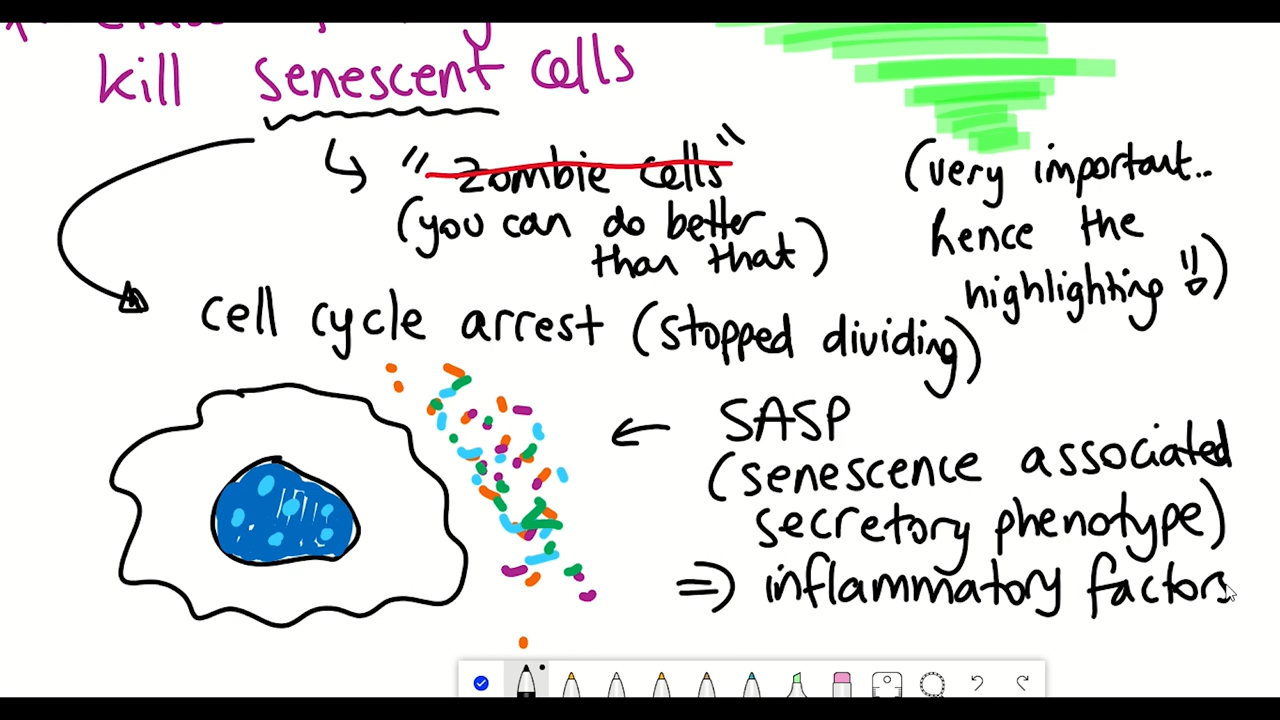 kill senescent cells
↳ "zombie cells"
(you can do better
than that)
(very important..
hence the
highlighting !!)
cell cycle arrest (stopped dividing)
← SASP
(senescence associated
secretory phenotype)
=> inflammatory factors